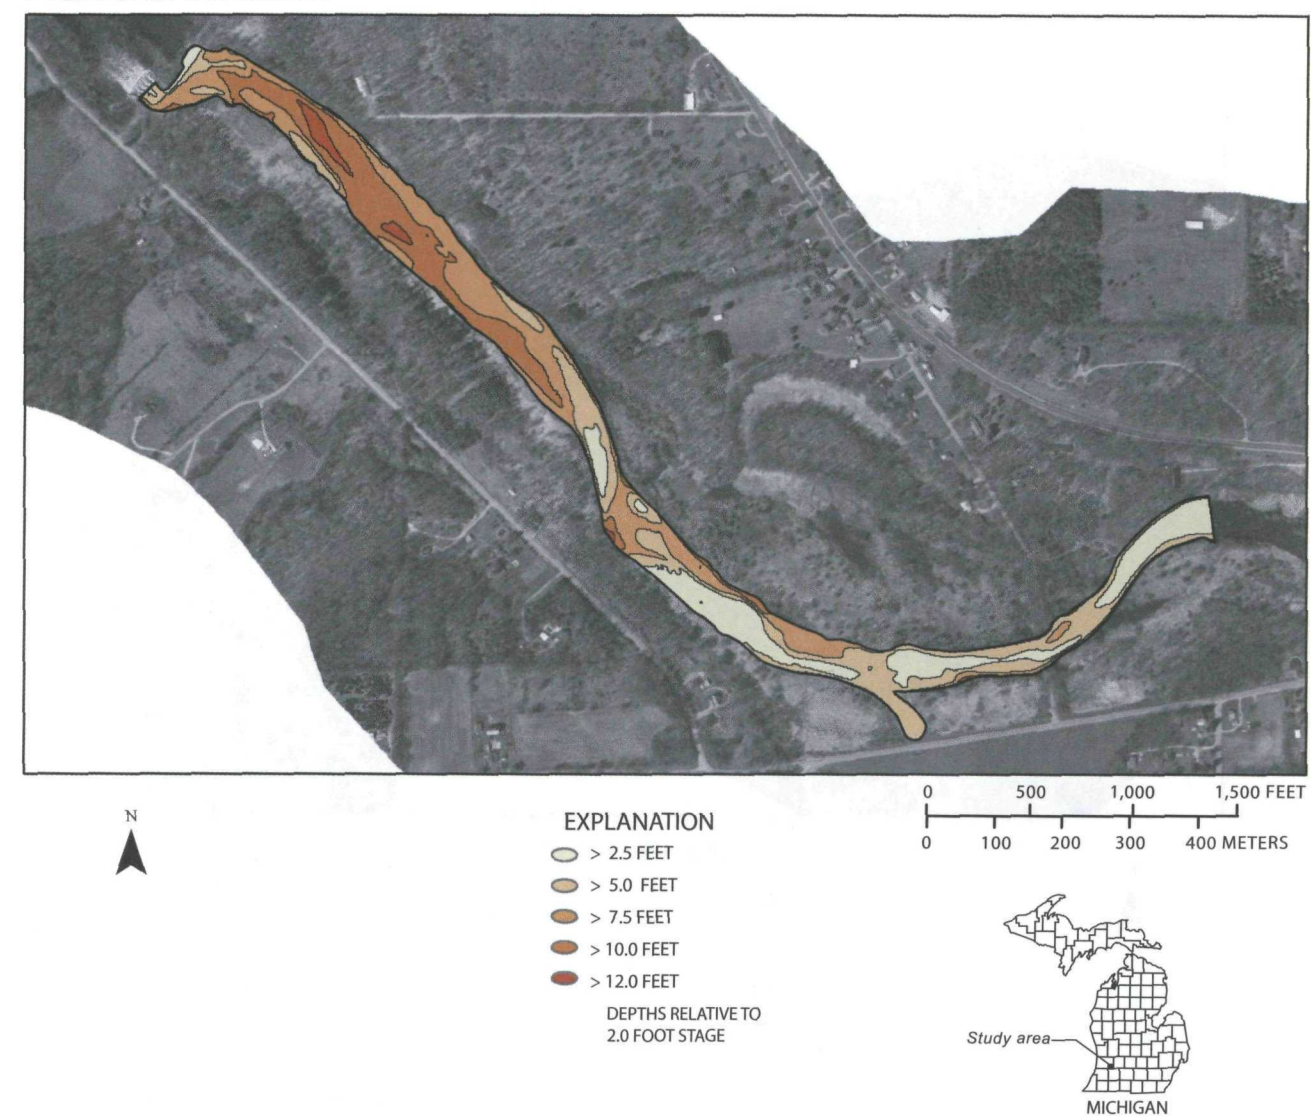 0 500 1,000 1,500 FEET
0 100 200 300 400 METERS
N
EXPLANATION
> 2.5 FEET
> 5.0 FEET
> 7.5 FEET
> 10.0 FEET
> 12.0 FEET
DEPTHS RELATIVE TO
2.0 FOOT STAGE
Study area
MICHIGAN